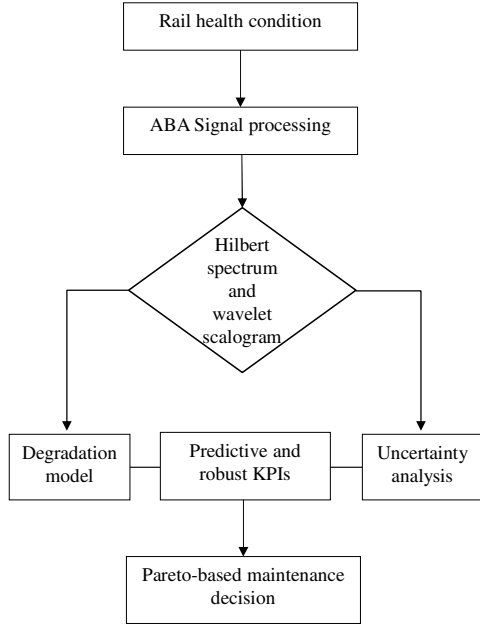 Rail health condition
ABA Signal processing
Hilbert
spectrum
and
wavelet
scalogram
Degradation
model
Predictive and
robust KPIs
Uncertainty
analysis
Pareto-based maintenance
decision